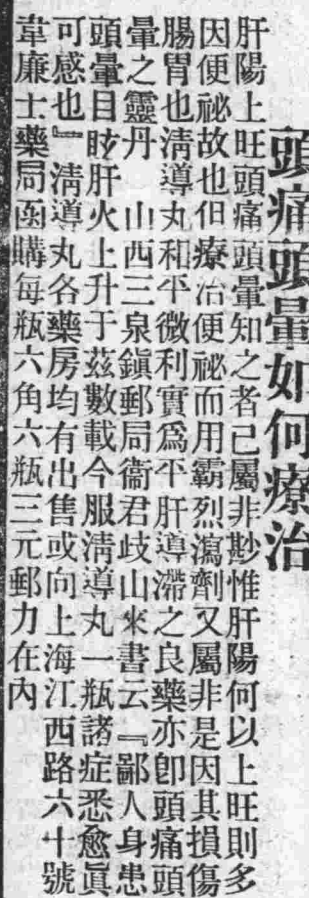 頭痛頭暈如何療治
肝陽上旺頭痛頭暈知之者已屬非尠惟肝陽何以上旺則多
因便祕故也但療治便祕而用霸烈瀉劑又屬非是因其損傷
腸胃也淸導丸和平微利實爲平肝導滯之良藥亦卽頭痛頭
暈之靈丹　山西三泉鎭郵局衞君歧山來書云『鄙人身患
頭暈目眩肝火上升于茲數載今服淸導丸一瓶諸症悉愈眞
可感也』淸導丸各藥房均有出售或向上海江西路六十號
韋廉士藥局函購每瓶六角六瓶三元郵力在內